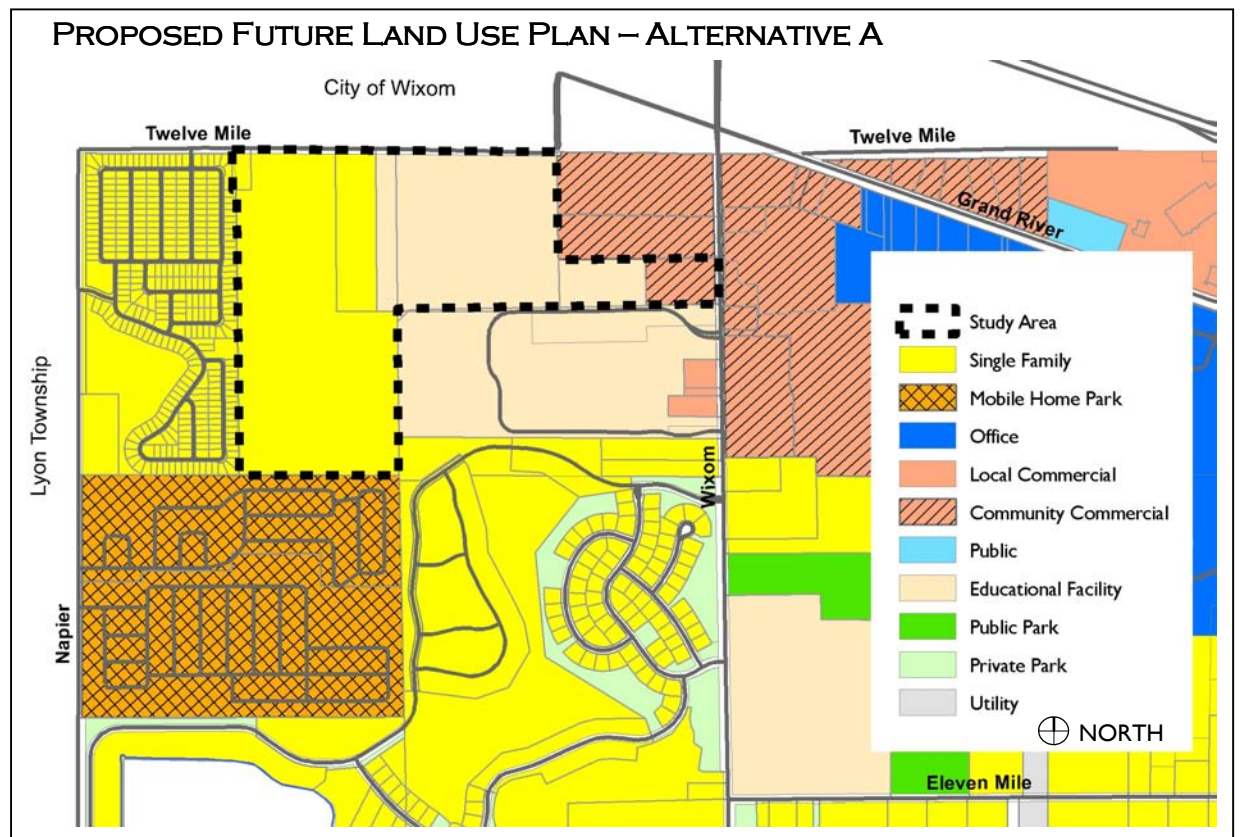 PROPOSED FUTURE LAND USE PLAN – ALTERNATIVE A
City of Wixom
Twelve Mile
Twelve Mile
Grand River
Lyon Township
Napier
Wixom
Study Area
Single Family
Mobile Home Park
Office
Local Commercial
Community Commercial
Public
Educational Facility
Public Park
Private Park
Utility
NORTH
Eleven Mile